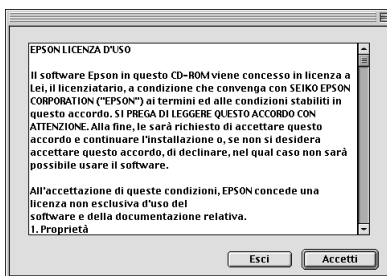 EPSON LICENZA D'USO
Il software Epson in questo CD-ROM viene concesso in licenza a
Lei, il licenziatario, a condizione che convenga con SEIKO EPSON
CORPORATION ("EPSON") ai termini ed alle condizioni stabiliti in
questo accordo. SI PREGA DI LEGGERE QUESTO ACCORDO CON
ATTENZIONE. Alla fine, le sarà richiesto di accettare questo
accordo e continuare l'installazione o, se non si desidera
accettare questo accordo, di declinare, nel qual caso non sarà
possibile usare il software.
All'accettazione di queste condizioni, EPSON concede una
licenza non esclusiva d'uso del
software e della documentazione relativa.
1. Proprietà
Esci
Accetti